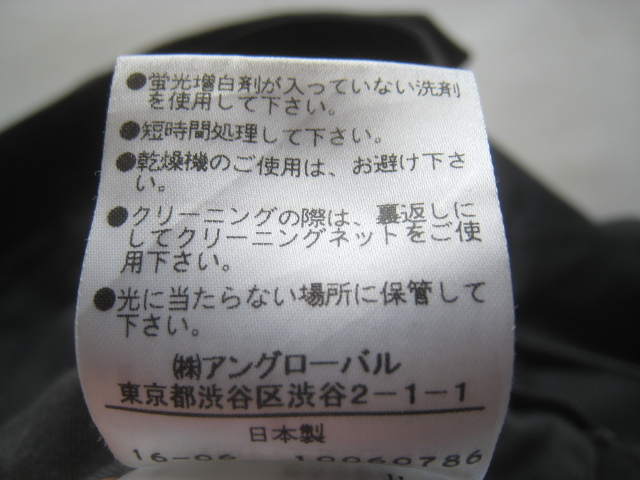 ●蛍光増白剤が入っていない洗剤
を使用して下さい。
●短時間処理して下さい。
●乾燥機のご使用は、お避け下さ
い。
●クリーニングの際は、裏返しに
してクリーニングネットをご使
用下さい。
●光に当たらない場所に保管して
下さい。
㈱アングローバル
東京都渋谷区渋谷2−1−1
日本製